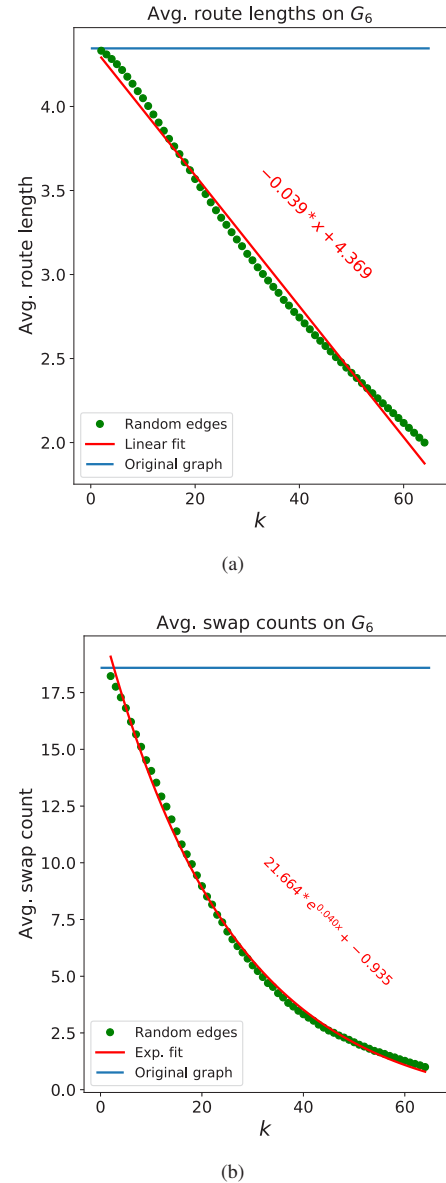 Avg. route lengths on G₆
4.0
3.5
3.0
2.5
2.0
Avg. route length
−0.039 * x + 4.369
Random edges
Linear fit
Original graph
0 20 40 60
k
(a)
Avg. swap counts on G₆
17.5
15.0
12.5
10.0
7.5
5.0
2.5
0.0
Avg. swap count
21.664 * e^0.040x + −0.935
Random edges
Exp. fit
Original graph
0 20 40 60
k
(b)